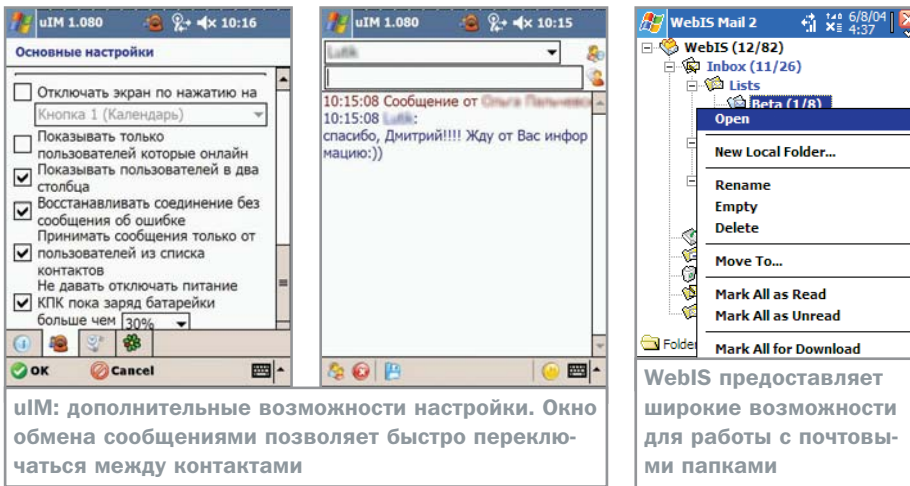 uIM 1.080
10:16
Основные настройки
Отключать экран по нажатию на
Кнопка 1 (Календарь)
Показывать только
пользователей которые онлайн
Показывать пользователей в два
столбца
Восстанавливать соединение без
сообщения об ошибке
Принимать сообщения только от
пользователей из списка
контактов
Не давать отключать питание
КПК пока заряд батарейки
больше чем 30%
OK Cancel
uIM 1.080
10:15
10:15:08 Сообщение от
10:15:08
спасибо, Дмитрий!!!! Жду от Вас инфор
мацию:))
uIM: дополнительные возможности настройки. Окно
обмена сообщениями позволяет быстро переклю-
чаться между контактами
WebIS Mail 2
6/8/04
4:37
WebIS (12/82)
Inbox (11/26)
Lists
Beta (1/8)
Open
New Local Folder...
Rename
Empty
Delete
Move To...
Mark All as Read
Mark All as Unread
Mark All for Download
Folder
WebIS предоставляет
широкие возможности
для работы с почтовы-
ми папками